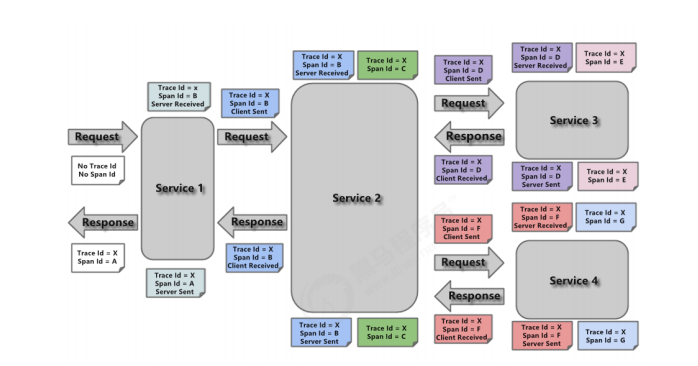 Trace Id = X
Span Id = B
Server Received
Trace Id = X
Span Id = C
Trace Id = X
Span Id = D
Client Sent
Trace Id = X
Span Id = D
Server Received
Trace Id = X
Span Id = E
Trace Id = x
Span Id = B
Server Received
Trace Id = X
Span Id = B
Client Sent
Request
Request
Request
Response
Service 3
No Trace Id
No Span Id
Service 1
Service 2
Trace Id = X
Span Id = D
Client Received
Trace Id = X
Span Id = D
Server Sent
Trace Id = X
Span Id = E
Response
Response
Trace Id = X
Span Id = F
Client Sent
Trace Id = X
Span Id = F
Server Received
Trace Id = X
Span Id = G
Trace Id = X
Span Id = A
Trace Id = X
Span Id = B
Client Received
Trace Id = X
Span Id = A
Server Sent
Request
Response
Service 4
Trace Id = X
Span Id = B
Server Sent
Trace Id = X
Span Id = C
Trace Id = X
Span Id = F
Client Received
Trace Id = X
Span Id = F
Server Sent
Trace Id = X
Span Id = G